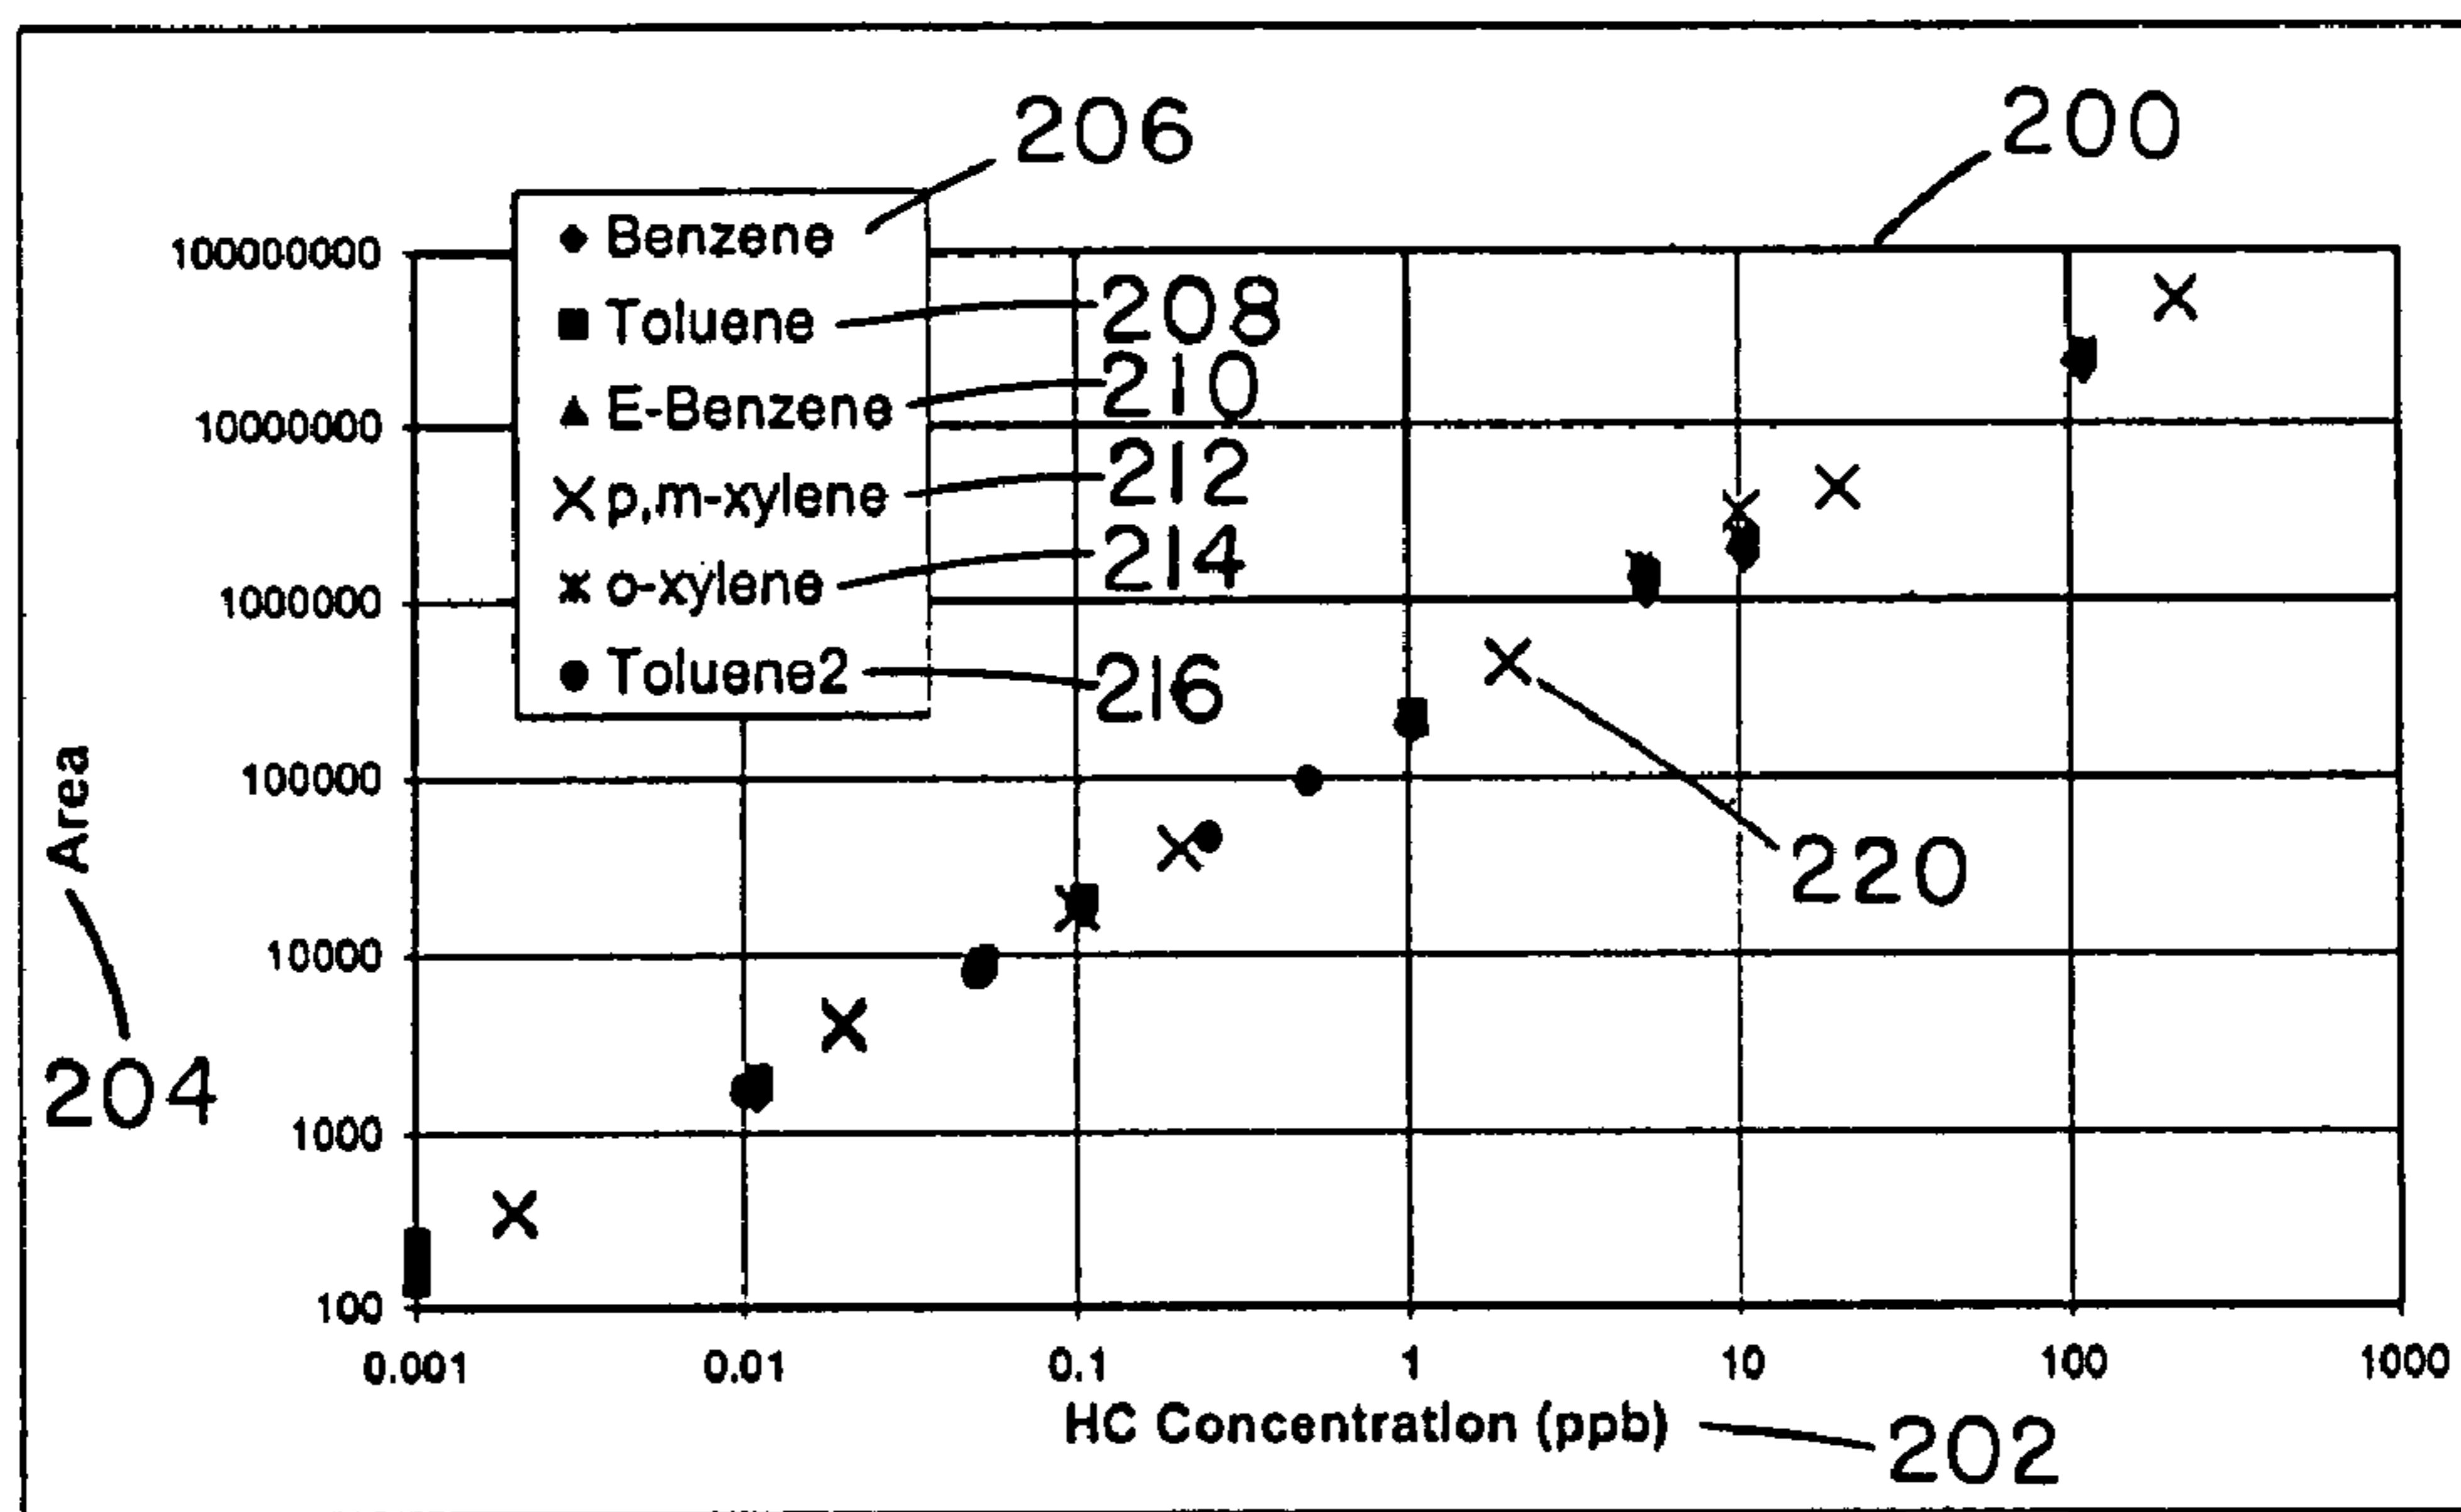 206
200
Benzene
Toluene
208
E-Benzene
210
p,m-xylene
212
o-xylene
214
Toluene2
216
100000000
10000000
1000000
100000
10000
1000
100
Area
204
220
0.001 0.01 0.1 1 10 100 1000
HC Concentration (ppb)
202